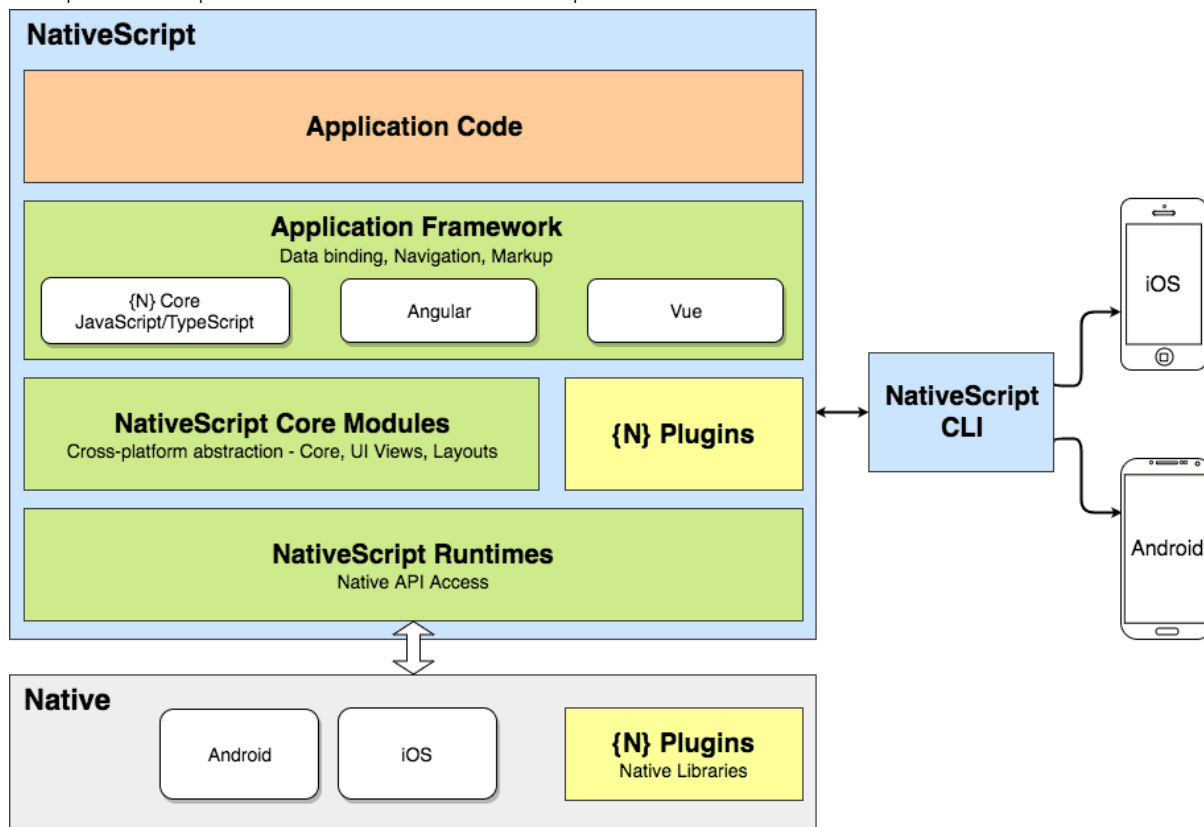 NativeScript
Application Code
Application Framework
Data binding, Navigation, Markup
{N} Core
JavaScript/TypeScript
Angular
Vue
NativeScript Core Modules
Cross-platform abstraction - Core, UI Views, Layouts
{N} Plugins
NativeScript Runtimes
Native API Access
NativeScript
CLI
iOS
Android
Native
Android
iOS
{N} Plugins
Native Libraries